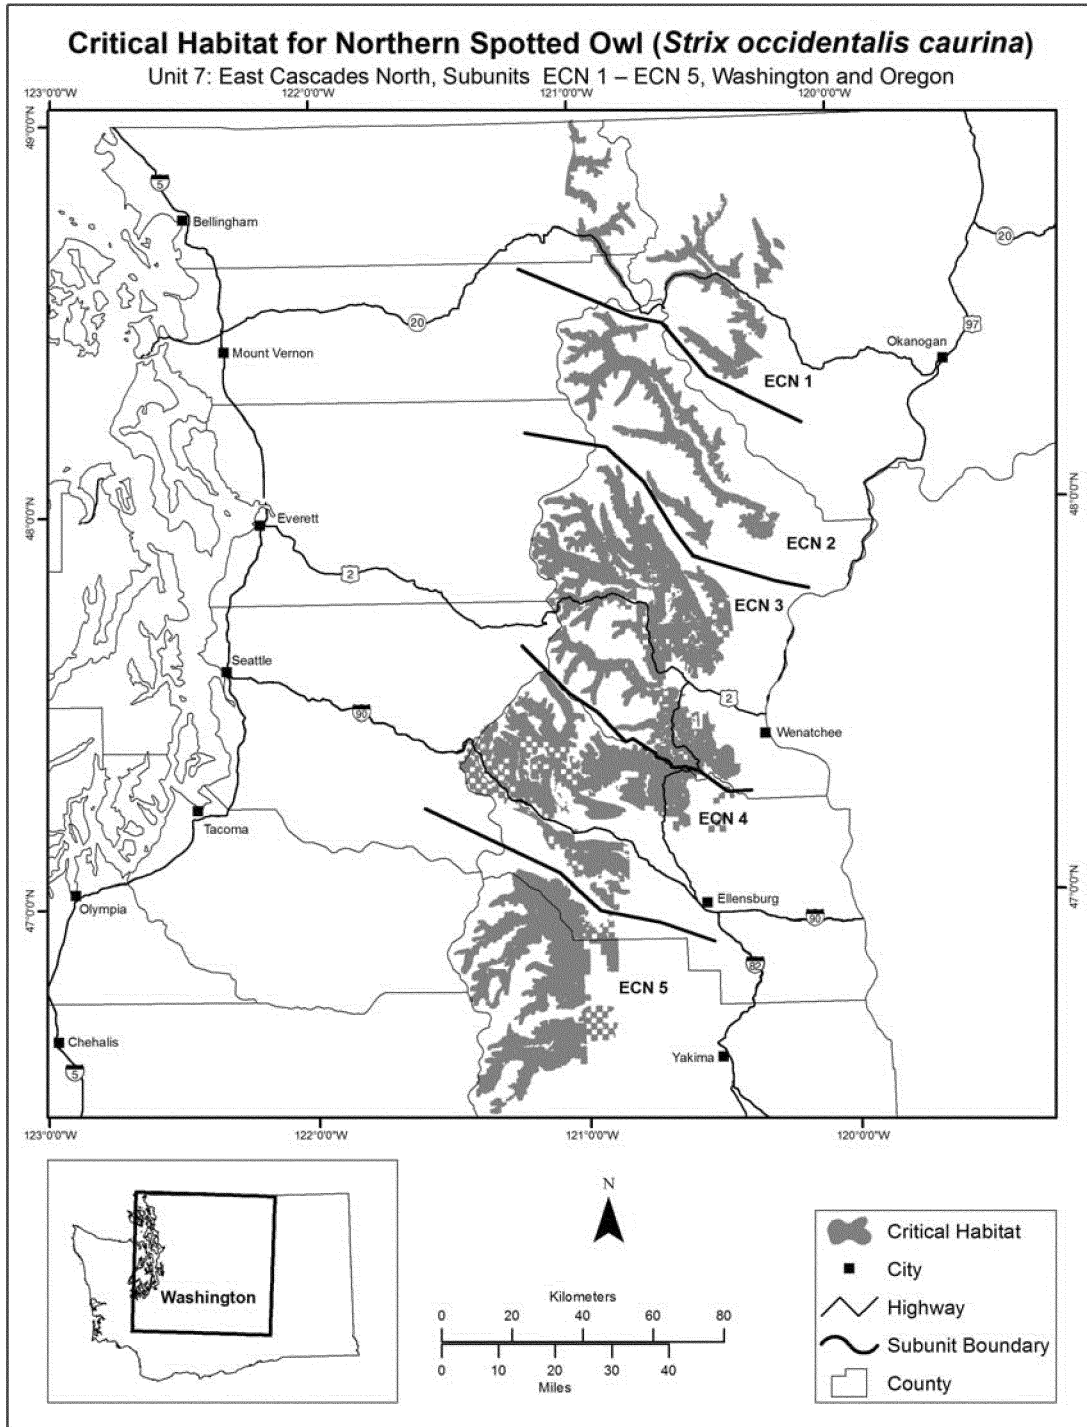 Critical Habitat for Northern Spotted Owl (Strix occidentalis caurina)
Unit 7: East Cascades North, Subunits ECN 1 – ECN 5, Washington and Oregon
123°0'0"W
122°0'0"W
121°0'0"W
120°0'0"W
49°0'0"N
5
Bellingham
20
20
97
Okanogan
Mount Vernon
ECN 1
48°0'0"N
48°0'0"N
Everett
2
ECN 2
ECN 3
Seattle
90
2
Wenatchee
Tacoma
ECN 4
Olympia
47°0'0"N
47°0'0"N
Ellensburg
90
82
ECN 5
Chehalis
5
Yakima
123°0'0"W
122°0'0"W
121°0'0"W
120°0'0"W
Washington
N
Kilometers
0 20 40 60 80
0 10 20 30 40
Miles
Critical Habitat
City
Highway
Subunit Boundary
County